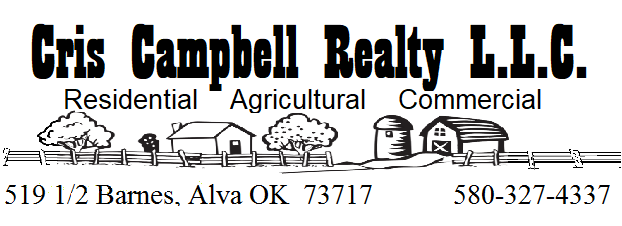 Cris Campbell Realty L.L.C.
Residential Agricultural Commercial
519 1/2 Barnes, Alva OK 73717 580-327-4337